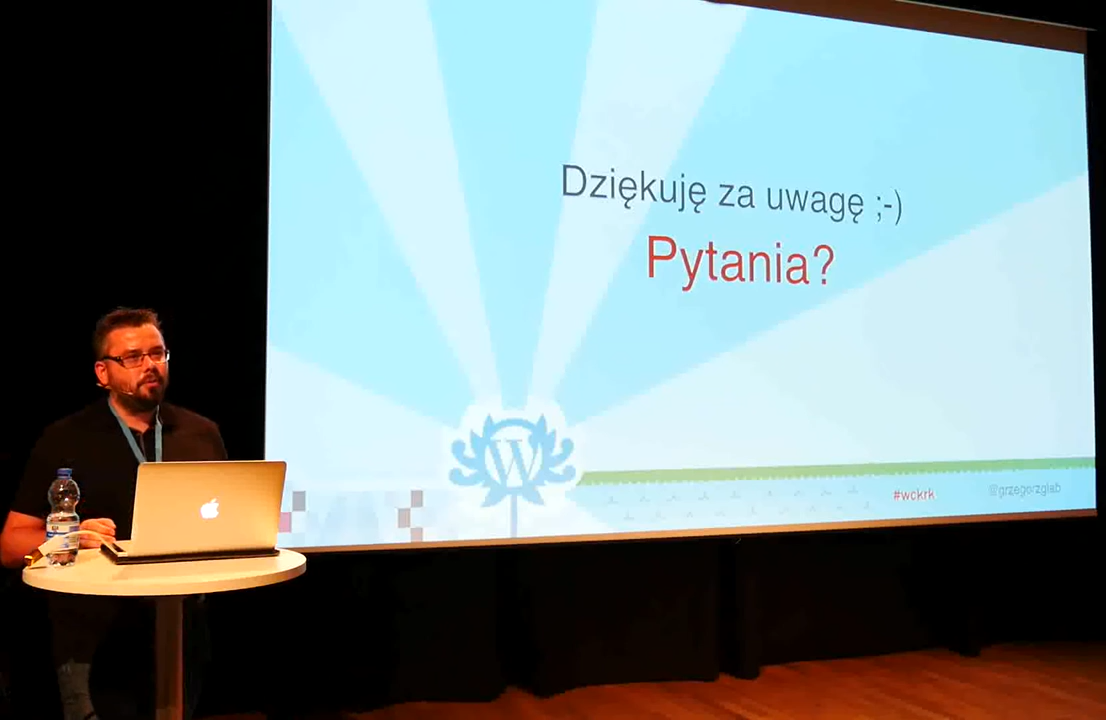 Dziękuję za uwagę ;-)
Pytania?
W
#wckrk
@grzegorzglab